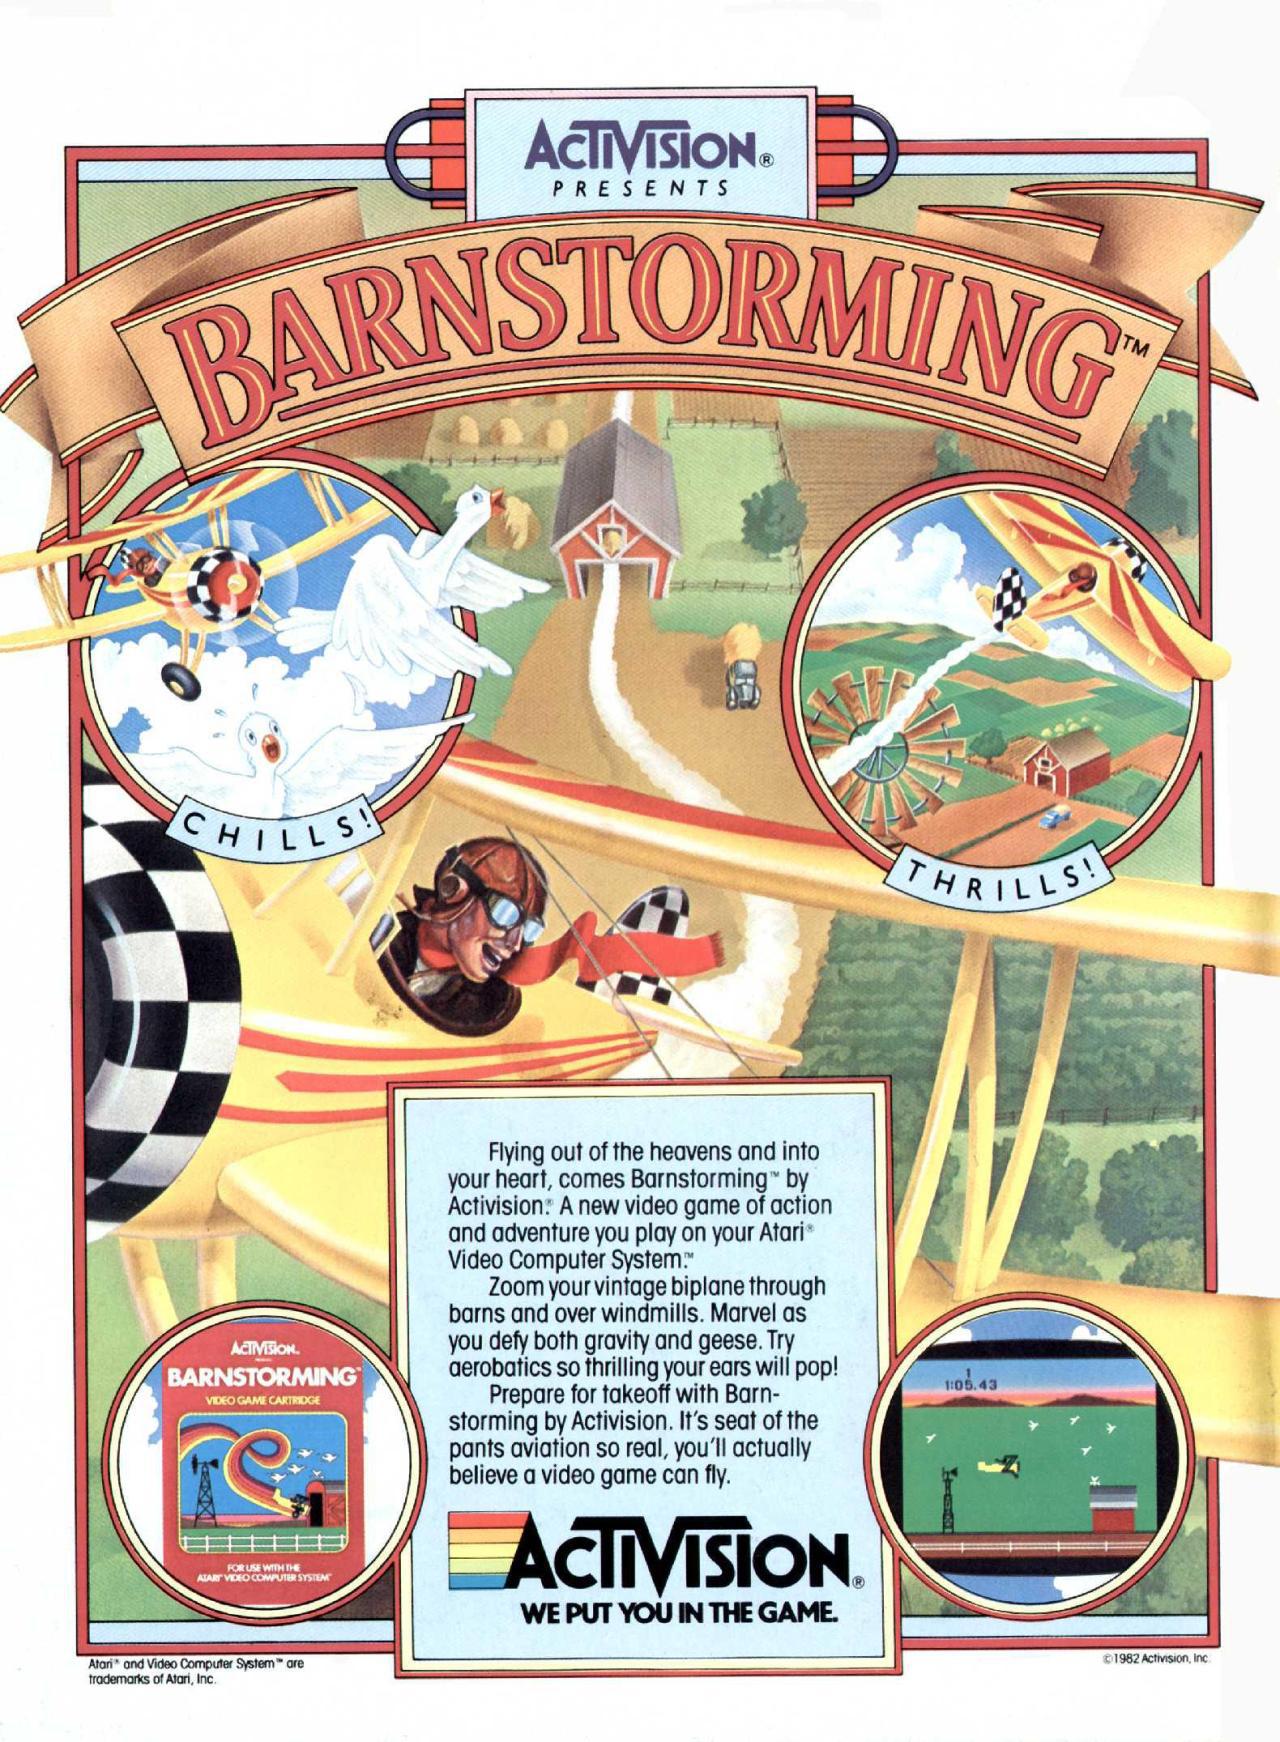 ACTIVISION®
PRESENTS
BARNSTORMING™
CHILLS!
THRILLS!
Flying out of the heavens and into
your heart, comes Barnstorming™ by
Activision®. A new video game of action
and adventure you play on your Atari®
Video Computer System™.
Zoom your vintage biplane through
barns and over windmills. Marvel as
you defy both gravity and geese. Try
aerobatics so thrilling your ears will pop!
Prepare for takeoff with Barn-
storming by Activision. It's seat of the
pants aviation so real, you'll actually
believe a video game can fly.
ACTIVISION®
WE PUT YOU IN THE GAME.
ACTIVISION.
BARNSTORMING™
VIDEO GAME CARTRIDGE
FOR USE WITH THE
ATARI® VIDEO COMPUTER SYSTEM™
1
1:05.43
Atari® and Video Computer System™ are
trademarks of Atari, Inc.
©1982 Activision, Inc.